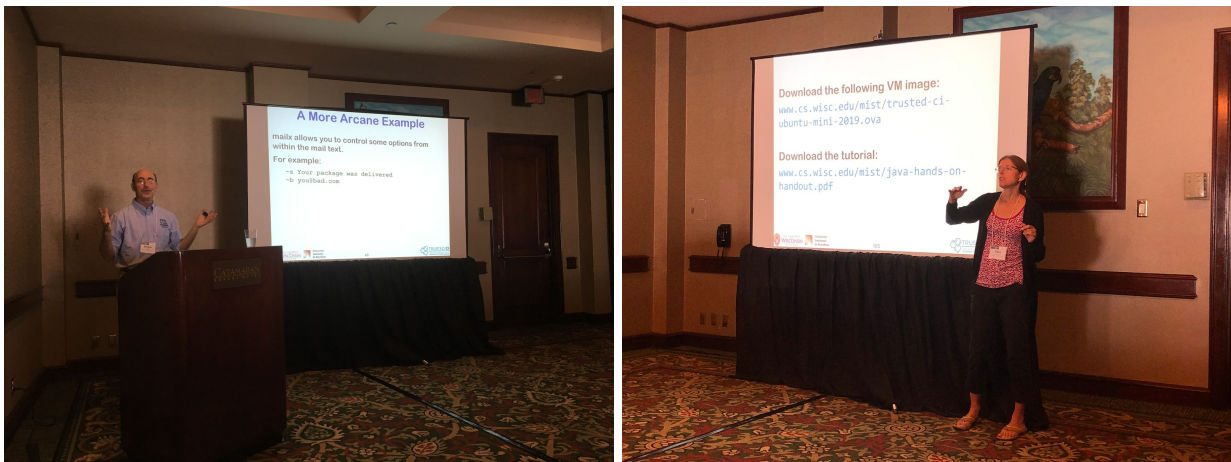 A More Arcane Example
mailx allows you to control some options from
within the mail text.
For example:
~s Your package was delivered
~b you@bad.com
Download the following VM image:
www.cs.wisc.edu/mist/trusted-ci-
ubuntu-mini-2019.ova
Download the tutorial:
www.cs.wisc.edu/mist/java-hands-on-
handout.pdf